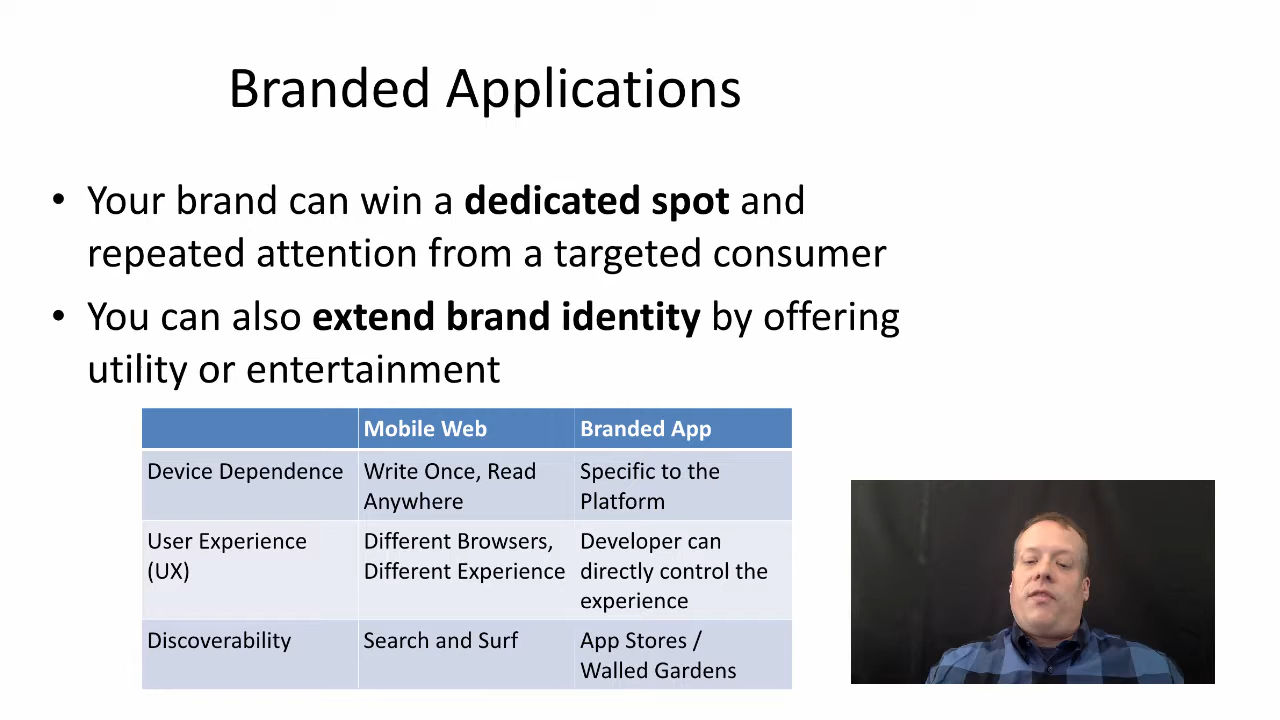 Branded Applications
• Your brand can win a dedicated spot and
repeated attention from a targeted consumer
• You can also extend brand identity by offering
utility or entertainment
Mobile Web Branded App
Device Dependence Write Once, Read Anywhere Specific to the Platform
User Experience (UX) Different Browsers, Different Experience Developer can directly control the experience
Discoverability Search and Surf App Stores / Walled Gardens